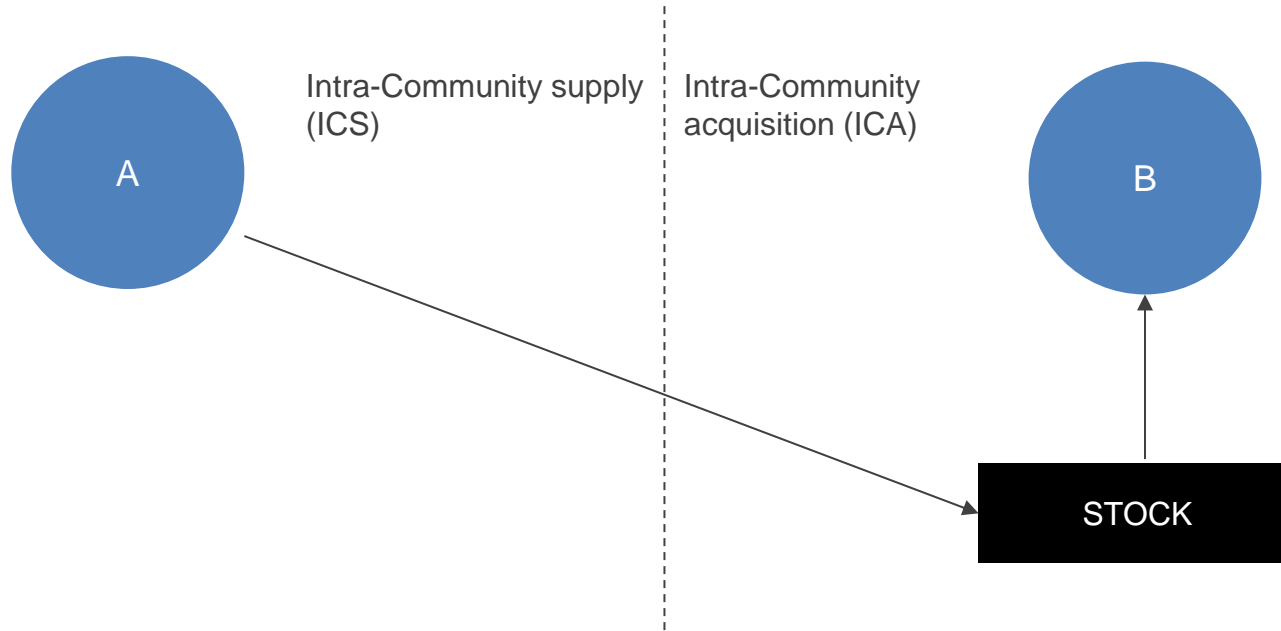 Intra-Community supply
(ICS)
Intra-Community
acquisition (ICA)
A
B
STOCK